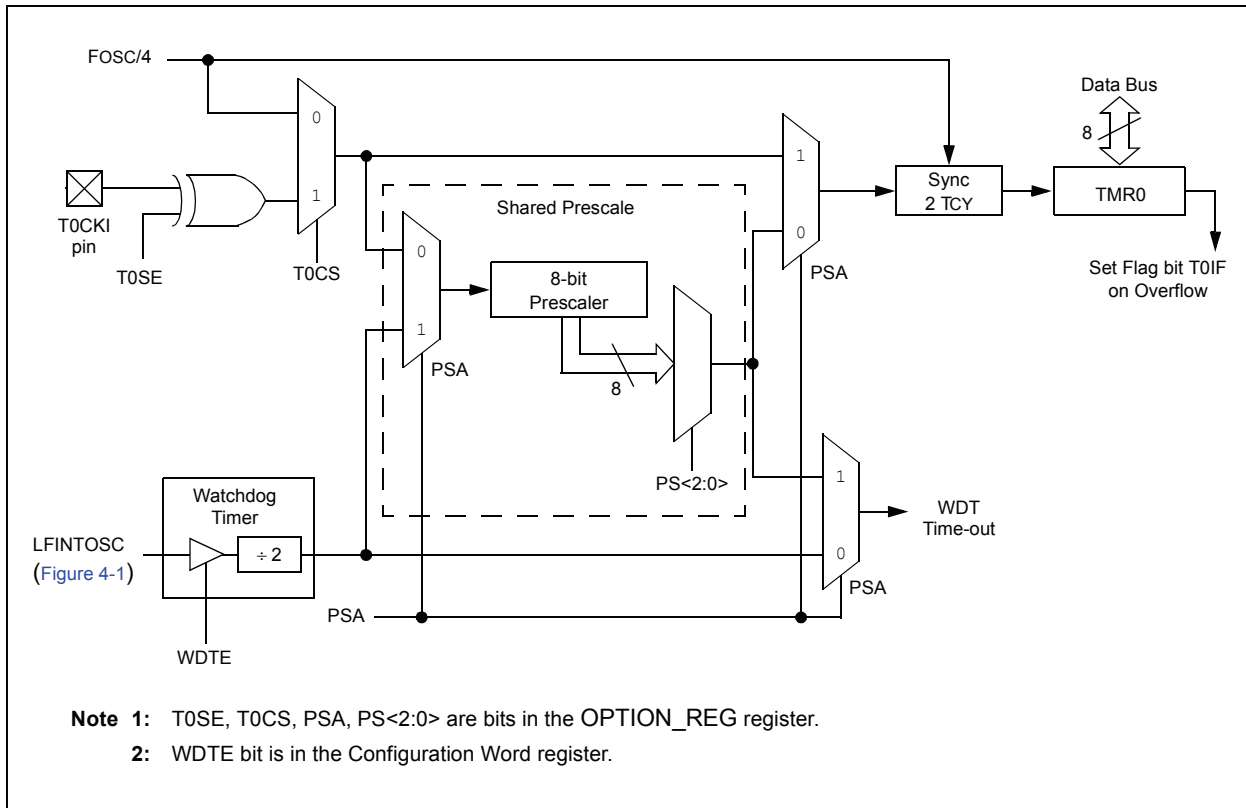 FOSC/4
Data Bus
8
0
1
1
Sync
2 TCY
TMR0
T0CKI
pin
Shared Prescale
T0SE
T0CS
0
1
0
PSA
8-bit
Prescaler
Set Flag bit T0IF
on Overflow
PSA
8
PS<2:0>
Watchdog
Timer
1
WDT
Time-out
LFINTOSC
(Figure 4-1)
÷ 2
0
PSA
PSA
WDTE
Note 1: T0SE, T0CS, PSA, PS<2:0> are bits in the OPTION_REG register.
2: WDTE bit is in the Configuration Word register.